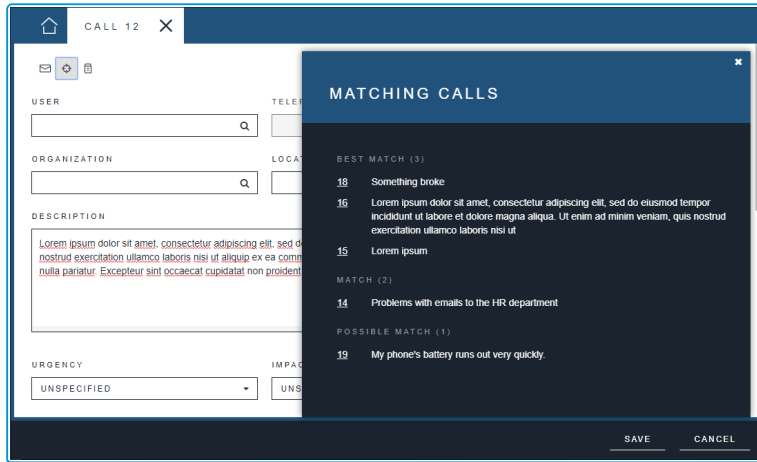 CALL 12
USER
TELE
ORGANIZATION
LOCA
DESCRIPTION
Lorem ipsum dolor sit amet, consectetur adipiscing elit, sed d
nostrud exercitation ullamco laboris nisi ut aliquip ex ea comm
nulla pariatur. Excepteur sint occaecat cupidatat non proident
URGENCY
IMPAC
UNSPECIFIED
UNS
MATCHING CALLS
BEST MATCH (3)
18 Something broke
16 Lorem ipsum dolor sit amet, consectetur adipiscing elit, sed do eiusmod tempor
incididunt ut labore et dolore magna aliqua. Ut enim ad minim veniam, quis nostrud
exercitation ullamco laboris nisi ut
15 Lorem ipsum
MATCH (2)
14 Problems with emails to the HR department
POSSIBLE MATCH (1)
19 My phone's battery runs out very quickly.
SAVE
CANCEL